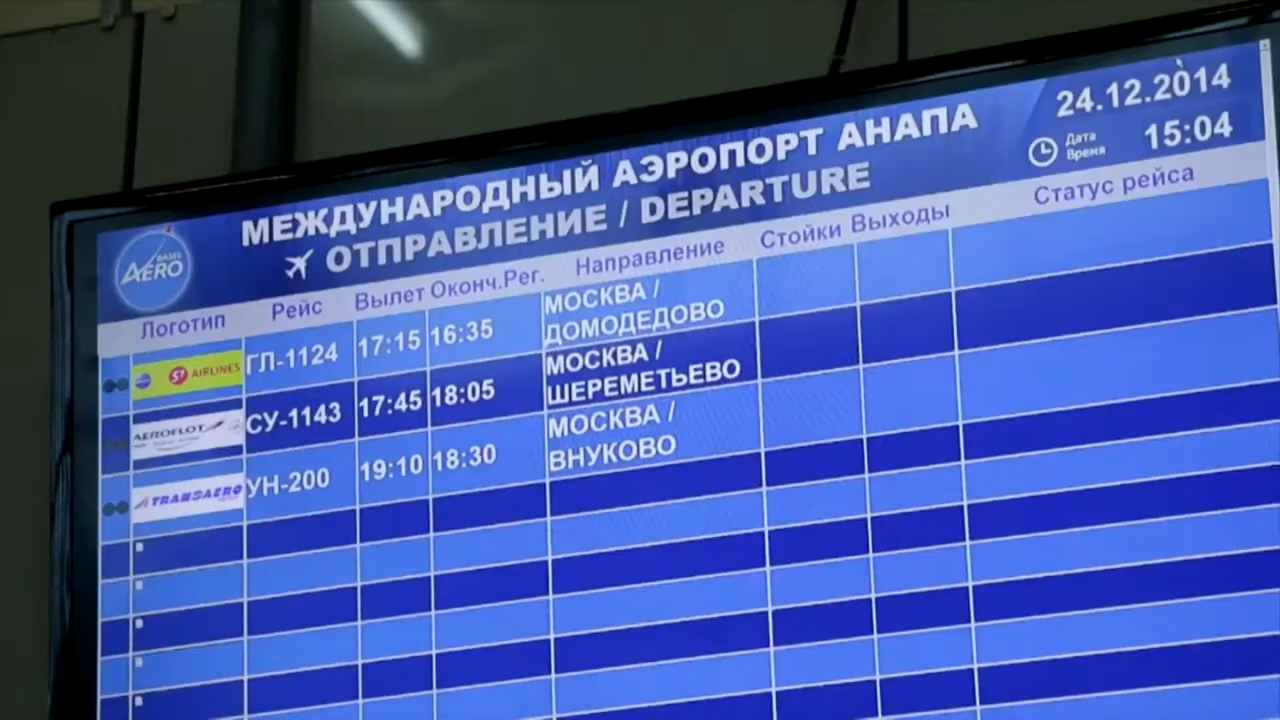 24.12.2014
МЕЖДУНАРОДНЫЙ АЭРОПОРТ АНАПА
Дата
Время
15:04
ОТПРАВЛЕНИЕ / DEPARTURE
BASEL
AERO
Логотип Рейс Вылет Оконч.Рег. Направление Стойки Выходы Статус рейса
S7 AIRLINES ГЛ-1124 17:15 16:35 МОСКВА /
ДОМОДЕДОВО
AEROFLOT СУ-1143 17:45 18:05 МОСКВА /
ШЕРЕМЕТЬЕВО
TRANSAERO УН-200 19:10 18:30 МОСКВА /
ВНУКОВО